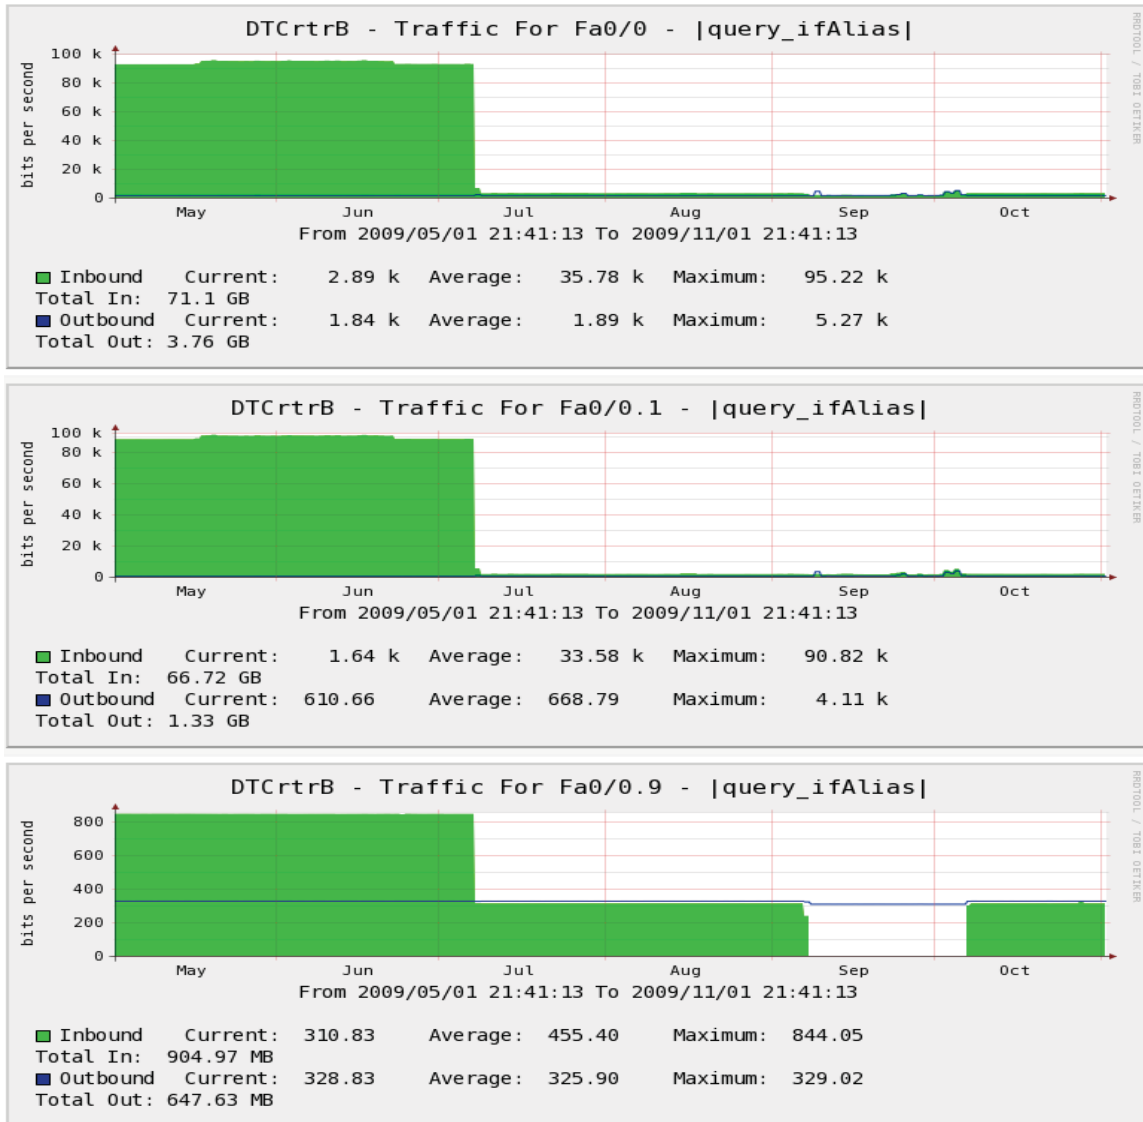 DTCrtrB - Traffic For Fa0/0 - |query_ifAlias|
RRDTOOL / TOBI OETIKER
bits per second
100 k
80 k
60 k
40 k
20 k
0
May Jun Jul Aug Sep Oct
From 2009/05/01 21:41:13 To 2009/11/01 21:41:13
Inbound Current: 2.89 k Average: 35.78 k Maximum: 95.22 k
Total In: 71.1 GB
Outbound Current: 1.84 k Average: 1.89 k Maximum: 5.27 k
Total Out: 3.76 GB
DTCrtrB - Traffic For Fa0/0.1 - |query_ifAlias|
RRDTOOL / TOBI OETIKER
bits per second
100 k
80 k
60 k
40 k
20 k
0
May Jun Jul Aug Sep Oct
From 2009/05/01 21:41:13 To 2009/11/01 21:41:13
Inbound Current: 1.64 k Average: 33.58 k Maximum: 90.82 k
Total In: 66.72 GB
Outbound Current: 610.66 Average: 668.79 Maximum: 4.11 k
Total Out: 1.33 GB
DTCrtrB - Traffic For Fa0/0.9 - |query_ifAlias|
RRDTOOL / TOBI OETIKER
bits per second
800
600
400
200
0
May Jun Jul Aug Sep Oct
From 2009/05/01 21:41:13 To 2009/11/01 21:41:13
Inbound Current: 310.83 Average: 455.40 Maximum: 844.05
Total In: 904.97 MB
Outbound Current: 328.83 Average: 325.90 Maximum: 329.02
Total Out: 647.63 MB